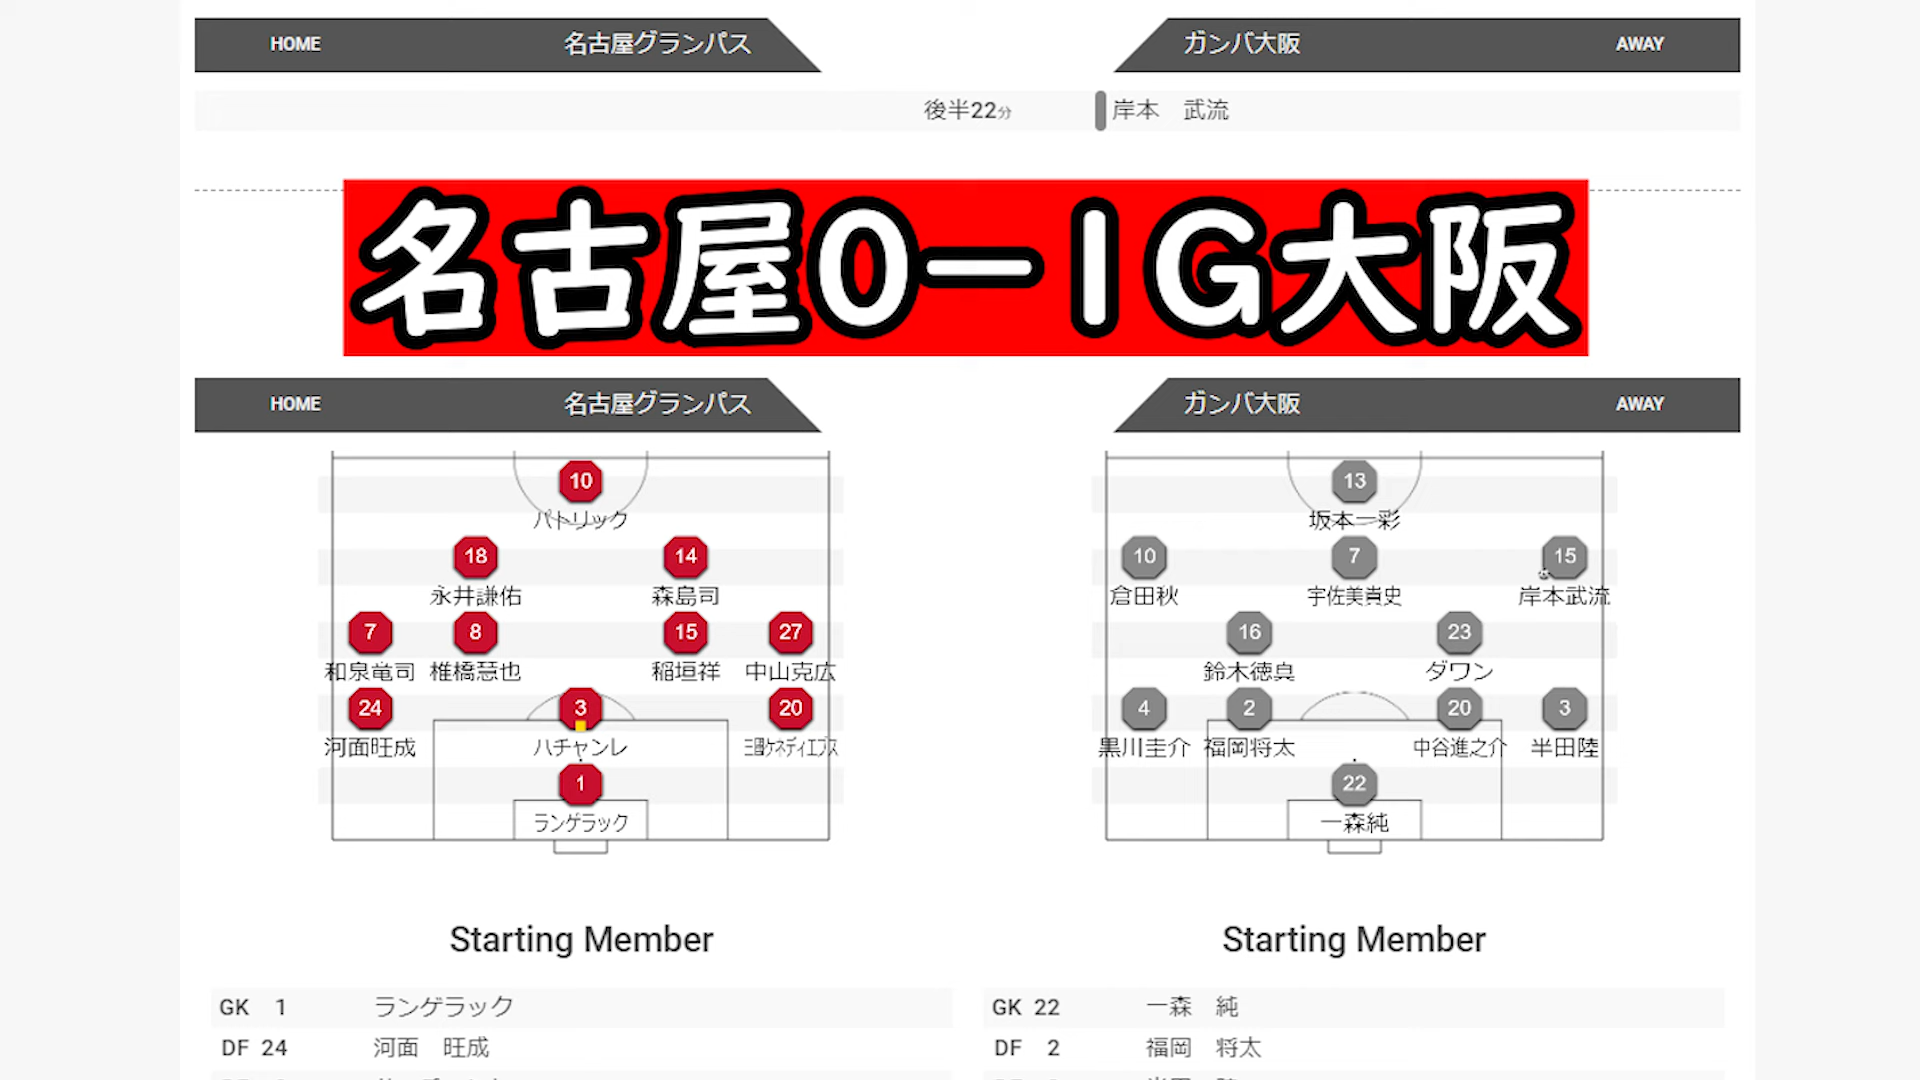 HOME 名古屋グランパス ガンバ大阪 AWAY
後半22分 岸本 武流
名古屋0-1G大阪
HOME 名古屋グランパス ガンバ大阪 AWAY
10 13
パトリック 坂本一彩
18 14 10 7 15
永井謙佑 森島司 倉田秋 宇佐美貴史 岸本武流
7 8 15 27 16 23
和泉竜司 椎橋慧也 稲垣祥 中山克広 鈴木徳真 ダワン
24 3 20 4 2 20 3
河面旺成 ハチャンレ 三國ケネディエブス 黒川圭介 福岡将太 中谷進之介 半田陸
1 22
ランゲラック 一森純
Starting Member Starting Member
GK 1 ランゲラック GK 22 一森 純
DF 24 河面 旺成 DF 2 福岡 将太